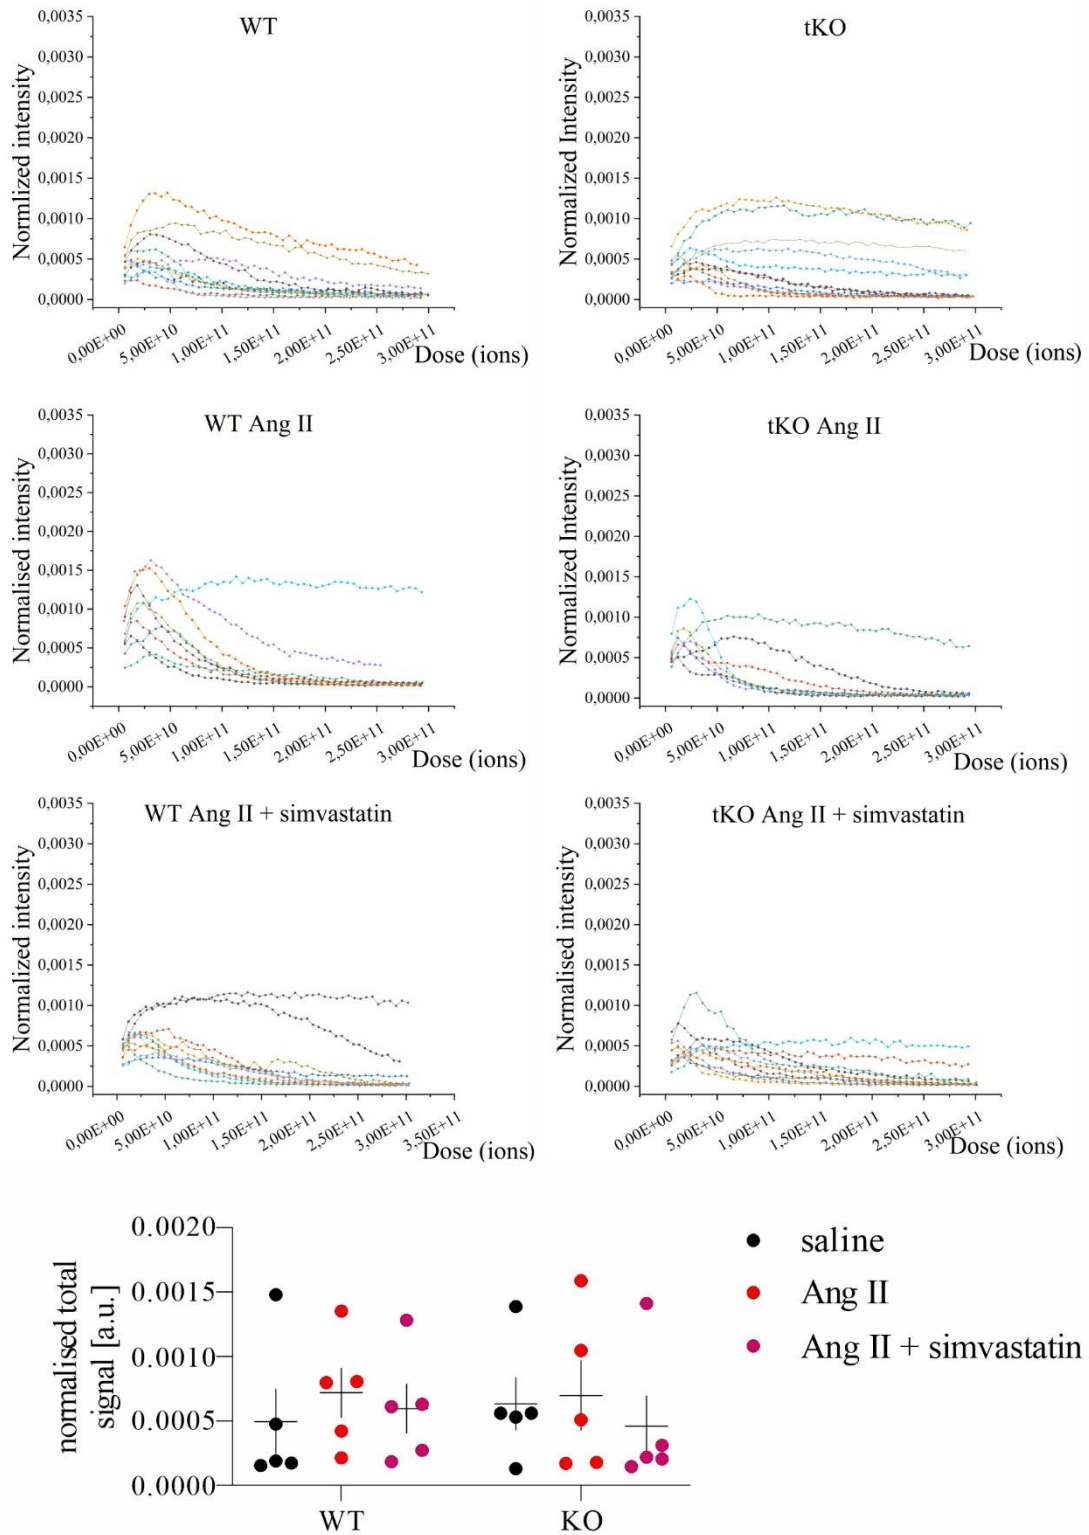 WT
Normlized intensity
0,0035
0,0030
0,0025
0,0020
0,0015
0,0010
0,0005
0,0000
0,00E+00
5,00E+10
1,00E+11
1,50E+11
2,00E+11
2,50E+11
3,00E+11
Dose (ions)
tKO
Normalized Intensity
0,0035
0,0030
0,0025
0,0020
0,0015
0,0010
0,0005
0,0000
0,00E+00
5,00E+10
1,00E+11
1,50E+11
2,00E+11
2,50E+11
3,00E+11
Dose (ions)
WT Ang II
Normalised intensity
0,0035
0,0030
0,0025
0,0020
0,0015
0,0010
0,0005
0,0000
0,00E+00
5,00E+10
1,00E+11
1,50E+11
2,00E+11
2,50E+11
3,00E+11
Dose (ions)
tKO Ang II
Normalized Intensity
0,0035
0,0030
0,0025
0,0020
0,0015
0,0010
0,0005
0,0000
0,00E+00
5,00E+10
1,00E+11
1,50E+11
2,00E+11
2,50E+11
3,00E+11
Dose (ions)
WT Ang II + simvastatin
Normalized intensity
0,0035
0,0030
0,0025
0,0020
0,0015
0,0010
0,0005
0,0000
0,00E+00
5,00E+10
1,00E+11
1,50E+11
2,00E+11
2,50E+11
3,00E+11
3,50E+11
Dose (ions)
tKO Ang II + simvastatin
Normalised intensity
0,0035
0,0030
0,0025
0,0020
0,0015
0,0010
0,0005
0,0000
0,00E+00
5,00E+10
1,00E+11
1,50E+11
2,00E+11
2,50E+11
3,00E+11
Dose (ions)
normalised total
signal [a.u.]
0.0020
0.0015
0.0010
0.0005
0.0000
WT
KO
saline
Ang II
Ang II + simvastatin